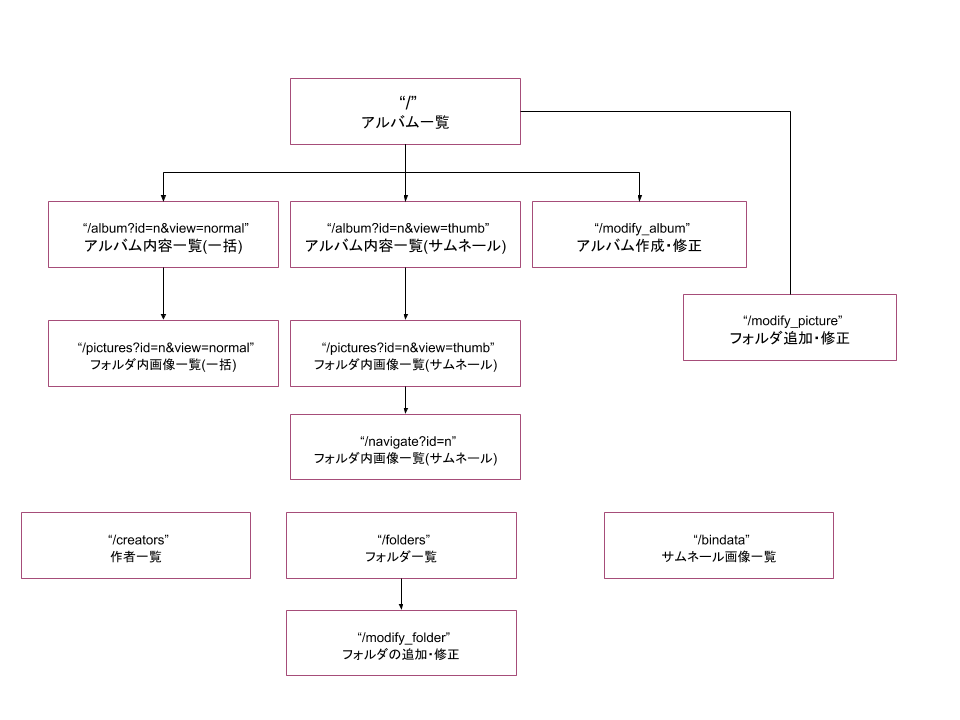 “/”
アルバム一覧
“/album?id=n&view=normal”
アルバム内容一覧(一括)
“/album?id=n&view=thumb”
アルバム内容一覧(サムネール)
“/modify_album”
アルバム作成・修正
“/modify_picture”
フォルダ追加・修正
“/pictures?id=n&view=normal”
フォルダ内画像一覧(一括)
“/pictures?id=n&view=thumb”
フォルダ内画像一覧(サムネール)
“/navigate?id=n”
フォルダ内画像一覧(サムネール)
“/creators”
作者一覧
“/folders”
フォルダ一覧
“/bindata”
サムネール画像一覧
“/modify_folder”
フォルダの追加・修正